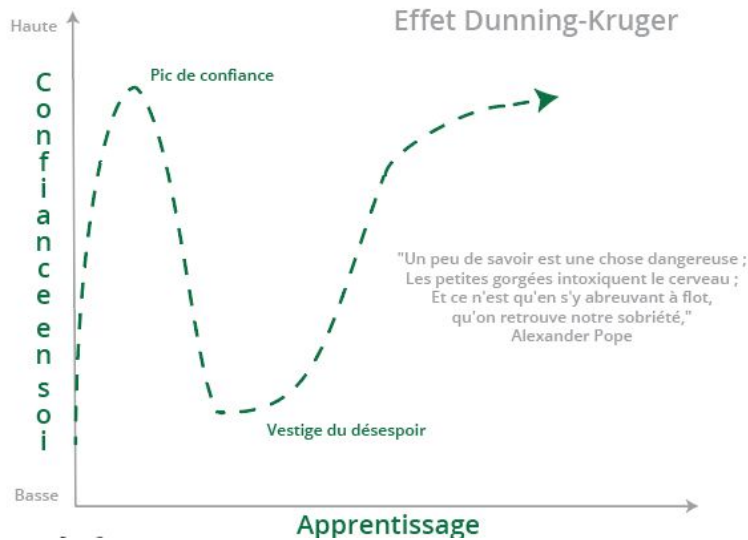 Effet Dunning-Kruger
Haute
Pic de confiance
Confiance en soi
"Un peu de savoir est une chose dangereuse ;
Les petites gorgées intoxiquent le cerveau ;
Et ce n'est qu'en s'y abreuvant à flot,
qu'on retrouve notre sobriété,"
Alexander Pope
Vestige du désespoir
Basse
Apprentissage